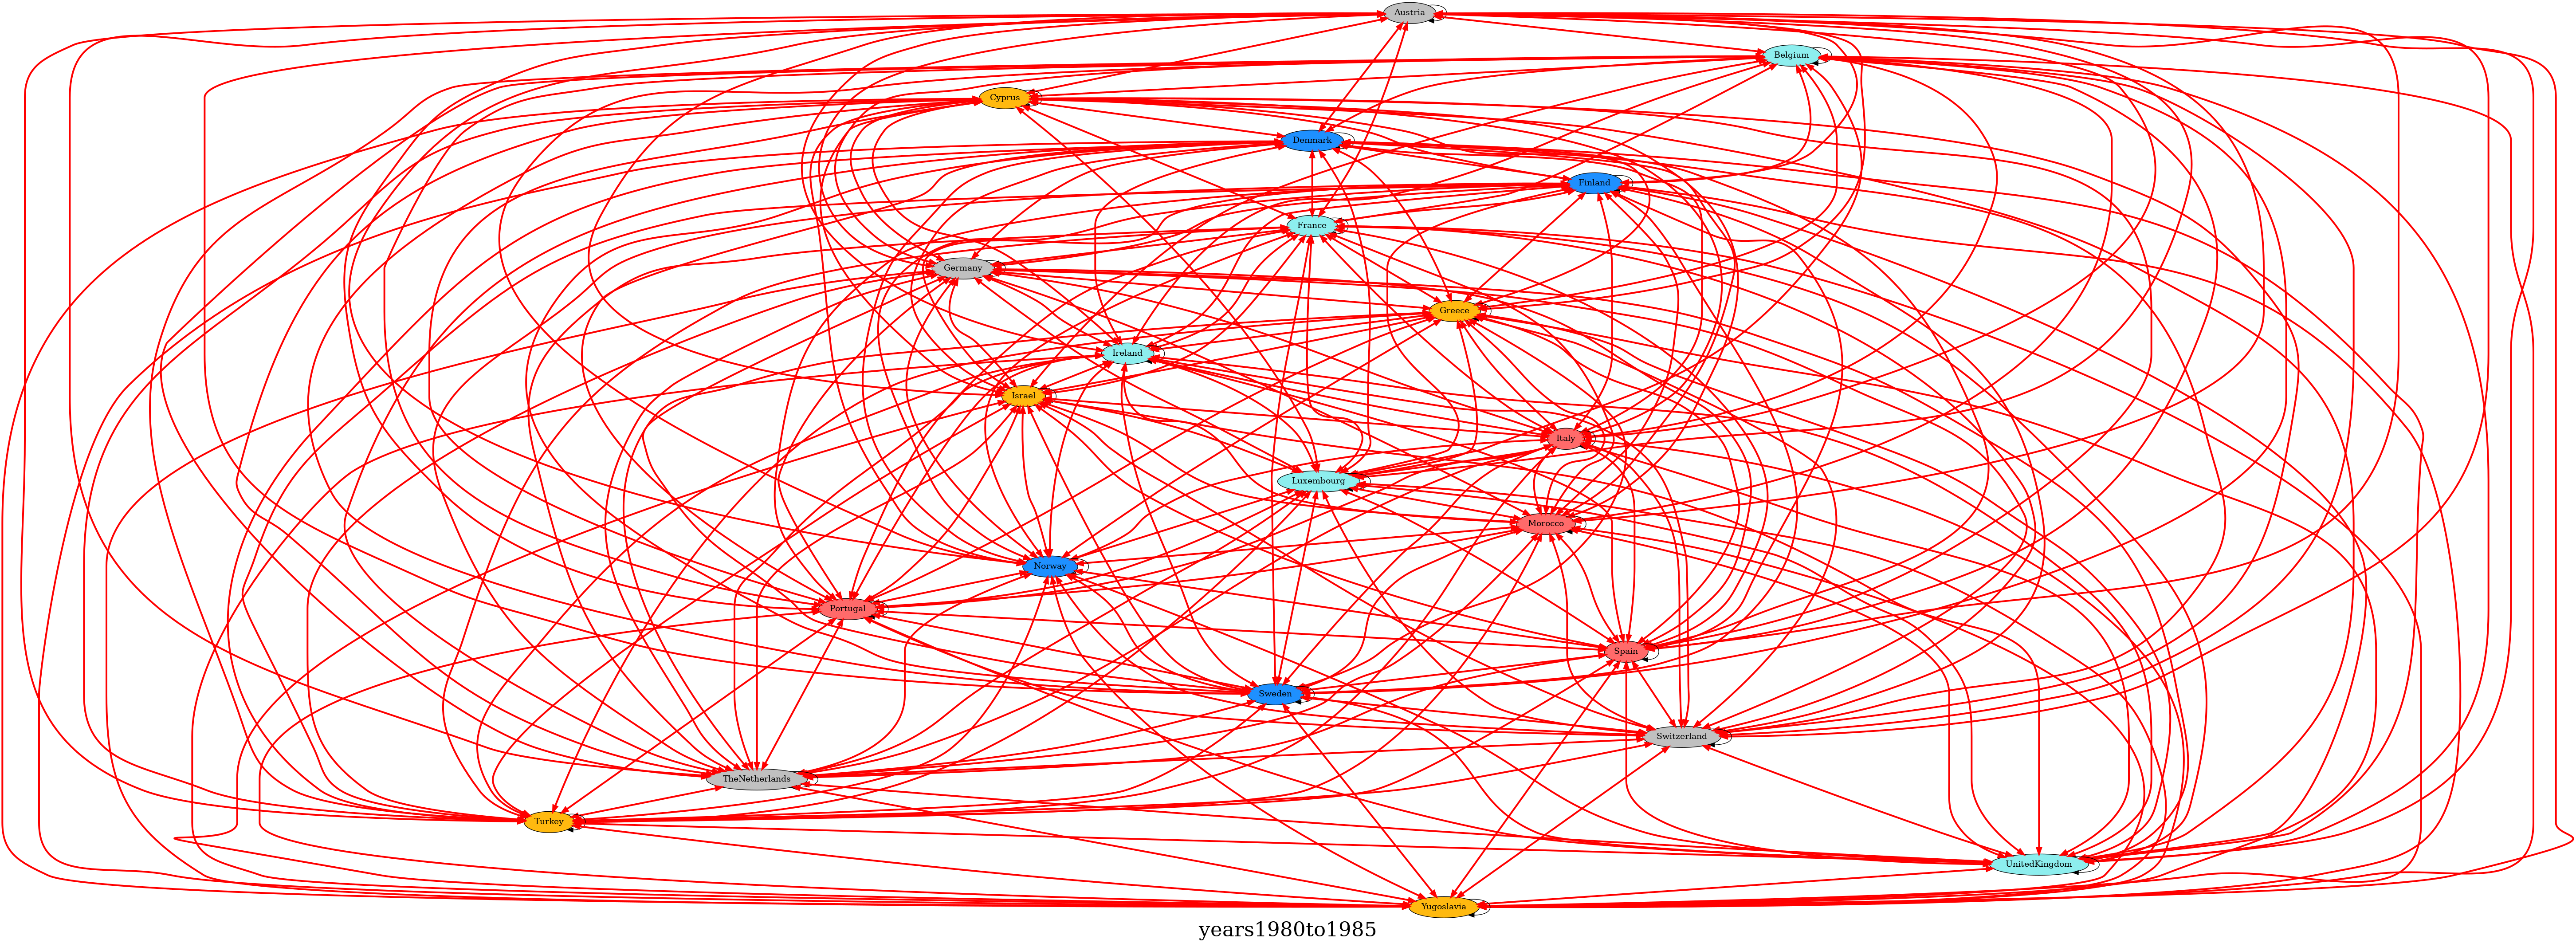 Austria
Belgium
Cyprus
Denmark
Finland
France
Germany
Greece
Ireland
Israel
Italy
Luxembourg
Morocco
Norway
Portugal
Spain
Sweden
Switzerland
TheNetherlands
Turkey
UnitedKingdom
Yugoslavia
years1980to1985